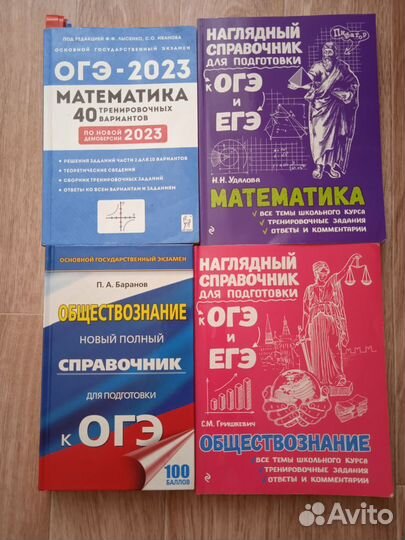 ПОД РЕДАКЦИЕЙ Ф.Ф. ЛЫСЕНКО, С.О. ИВАНОВА
ОСНОВНОЙ ГОСУДАРСТВЕННЫЙ ЭКЗАМЕН
ОГЭ-2023
МАТЕМАТИКА
40 ТРЕНИРОВОЧНЫХ
ВАРИАНТОВ
ПО НОВОЙ
ДЕМОВЕРСИИ 2023
• РЕШЕНИЯ ЗАДАНИЙ ЧАСТИ 2 ДЛЯ 10 ВАРИАНТОВ
• ТЕОРЕТИЧЕСКИЕ СВЕДЕНИЯ
• СБОРНИК ТРЕНИРОВОЧНЫХ ЗАДАНИЙ
• ОТВЕТЫ КО ВСЕМ ВАРИАНТАМ И ЗАДАНИЯМ
НАГЛЯДНЫЙ
СПРАВОЧНИК
ДЛЯ ПОДГОТОВКИ
к ОГЭ
и
ЕГЭ
Пифагор
Н.Н. Удалова
МАТЕМАТИКА
ВСЕ ТЕМЫ ШКОЛЬНОГО КУРСА
ТРЕНИРОВОЧНЫЕ ЗАДАНИЯ
ОТВЕТЫ И КОММЕНТАРИИ
ОСНОВНОЙ ГОСУДАРСТВЕННЫЙ ЭКЗАМЕН
П. А. Баранов
ОБЩЕСТВОЗНАНИЕ
НОВЫЙ ПОЛНЫЙ
СПРАВОЧНИК
ДЛЯ ПОДГОТОВКИ
К ОГЭ
100
БАЛЛОВ
НАГЛЯДНЫЙ
СПРАВОЧНИК
ДЛЯ ПОДГОТОВКИ
к ОГЭ
и
ЕГЭ
С.М. Гришкевич
ОБЩЕСТВОЗНАНИЕ
ВСЕ ТЕМЫ ШКОЛЬНОГО КУРСА
ТРЕНИРОВОЧНЫЕ ЗАДАНИЯ
ОТВЕТЫ И КОММЕНТАРИИ
Avito